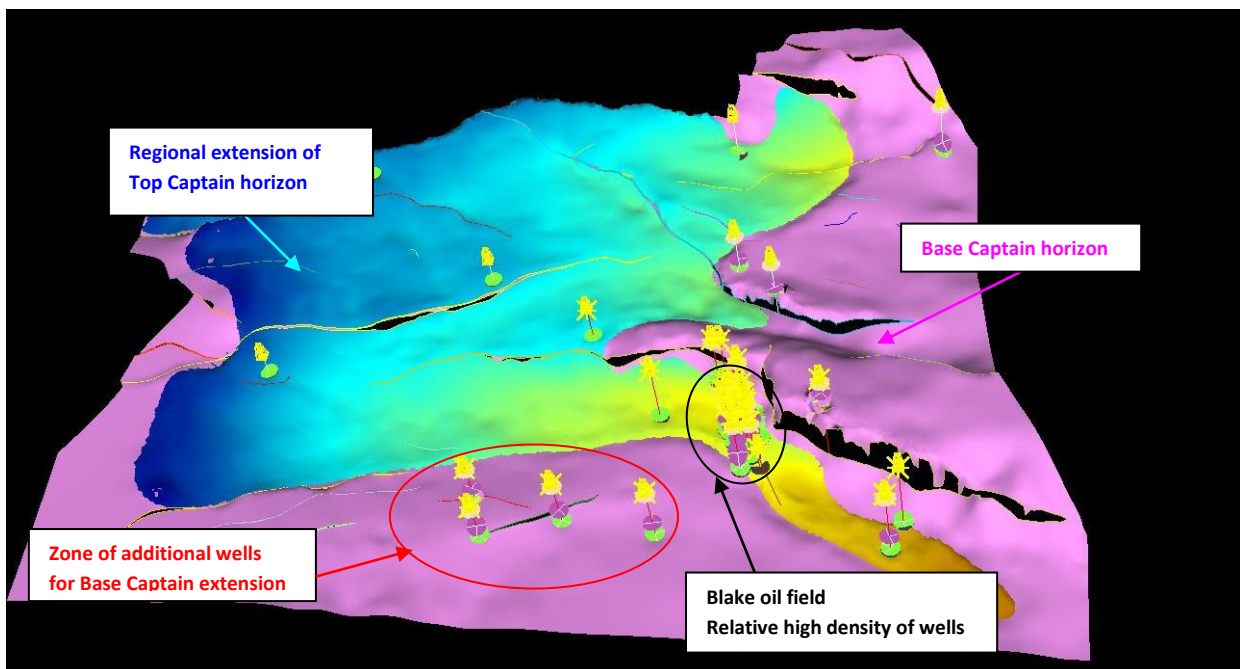 Regional extension of
Top Captain horizon
Base Captain horizon
Zone of additional wells
for Base Captain extension
Blake oil field
Relative high density of wells